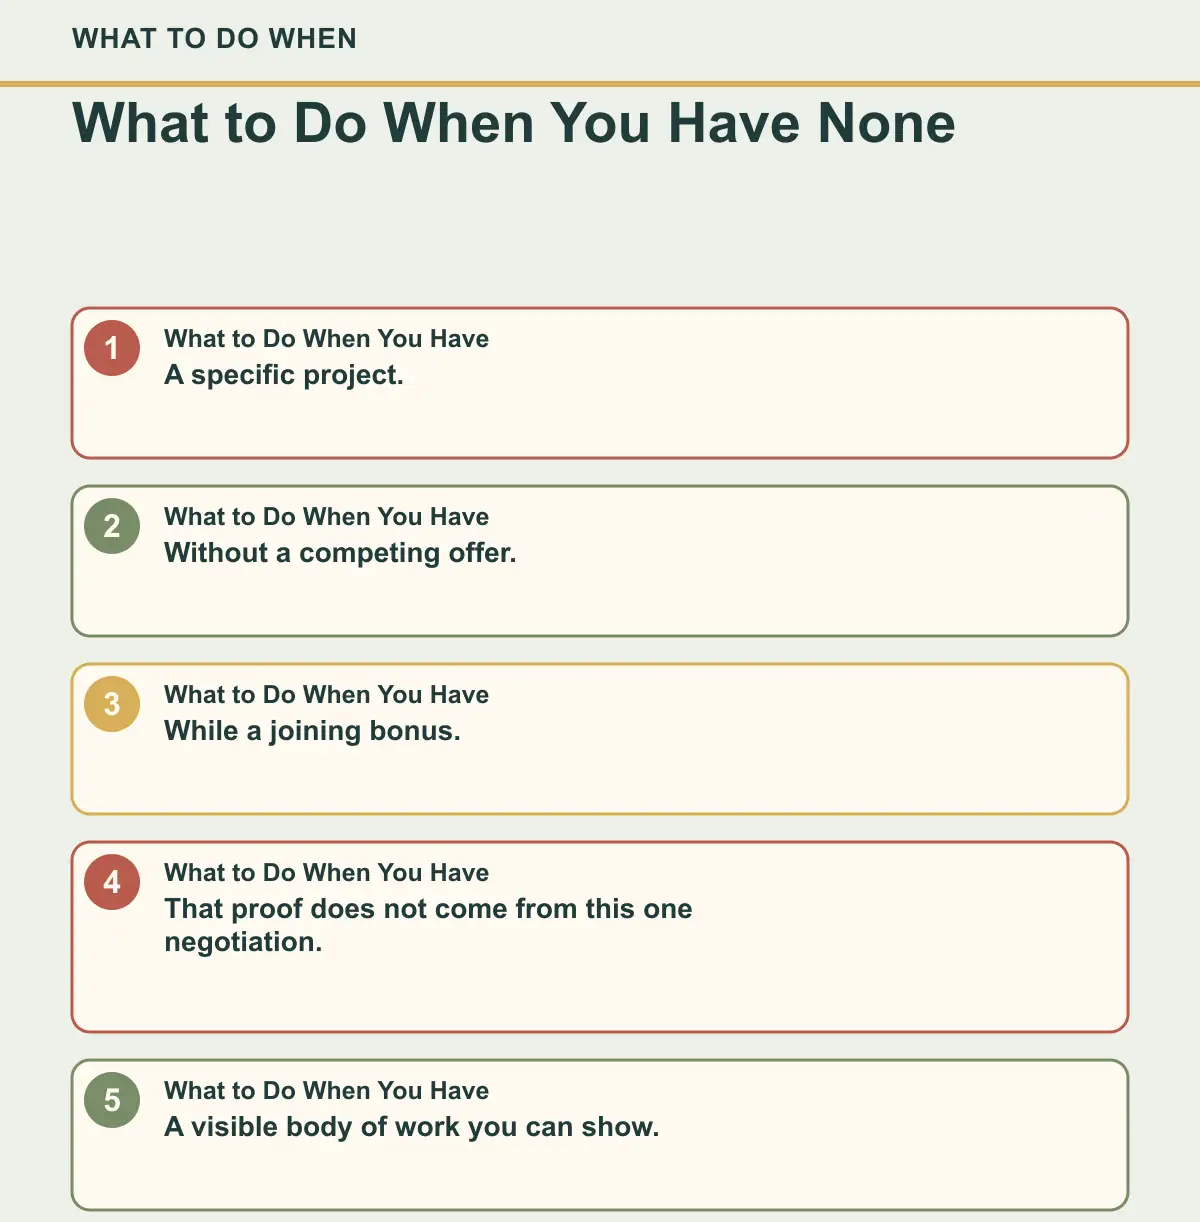 WHAT TO DO WHEN
What to Do When You Have None
1
What to Do When You Have
A specific project.
2
What to Do When You Have
Without a competing offer.
3
What to Do When You Have
While a joining bonus.
4
What to Do When You Have
That proof does not come from this one
negotiation.
5
What to Do When You Have
A visible body of work you can show.